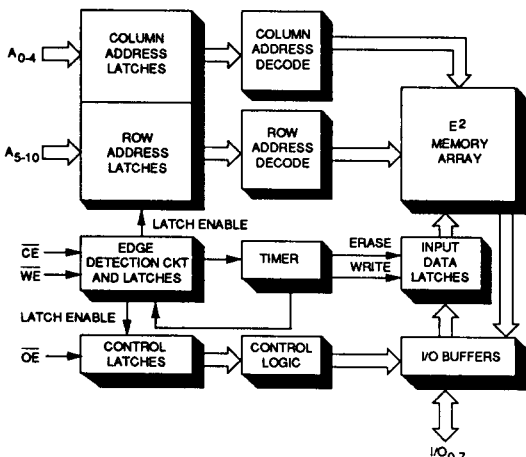 A0-4
COLUMN
ADDRESS
LATCHES
COLUMN
ADDRESS
DECODE
A5-10
ROW
ADDRESS
LATCHES
ROW
ADDRESS
DECODE
E²
MEMORY
ARRAY
LATCH ENABLE
CE
WE
EDGE
DETECTION CKT
AND LATCHES
TIMER
ERASE
WRITE
INPUT
DATA
LATCHES
LATCH ENABLE
OE
CONTROL
LATCHES
CONTROL
LOGIC
I/O BUFFERS
I/O0-7